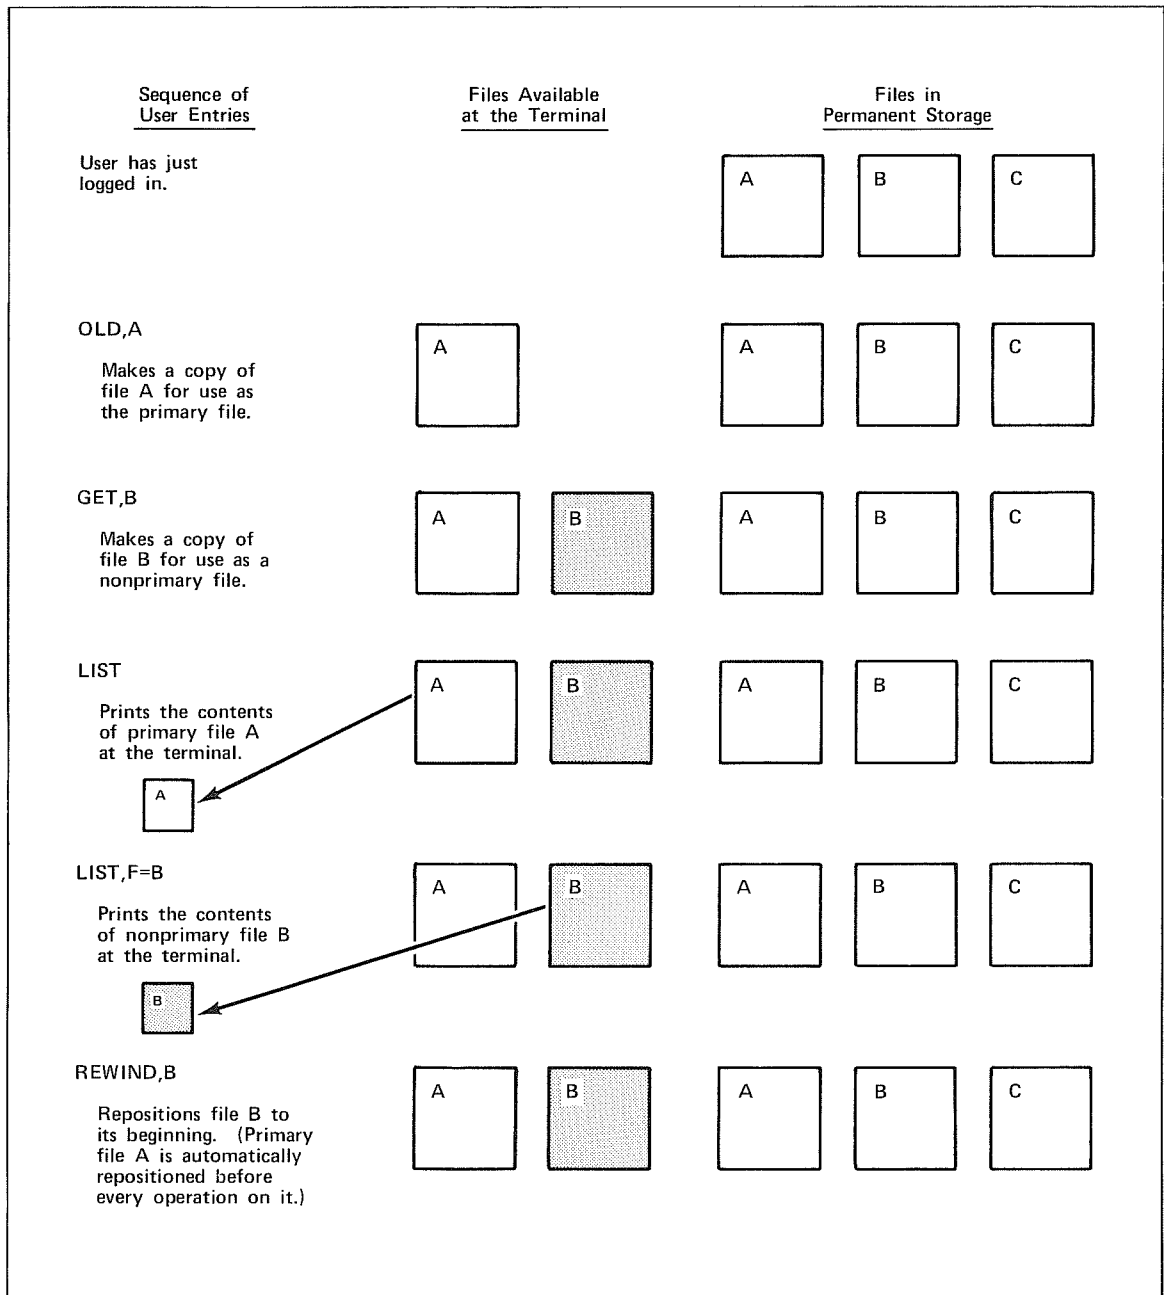 Sequence of
User Entries
Files Available
at the Terminal
Files in
Permanent Storage
User has just
logged in.
A
B
C
OLD,A
Makes a copy of
file A for use as
the primary file.
A
A
B
C
GET,B
Makes a copy of
file B for use as a
nonprimary file.
A
B
A
B
C
LIST
Prints the contents
of primary file A
at the terminal.
A
A
B
A
B
C
LIST,F=B
Prints the contents
of nonprimary file B
at the terminal.
B
A
B
A
B
C
REWIND,B
Repositions file B to
its beginning. (Primary
file A is automatically
repositioned before
every operation on it.)
A
B
A
B
C